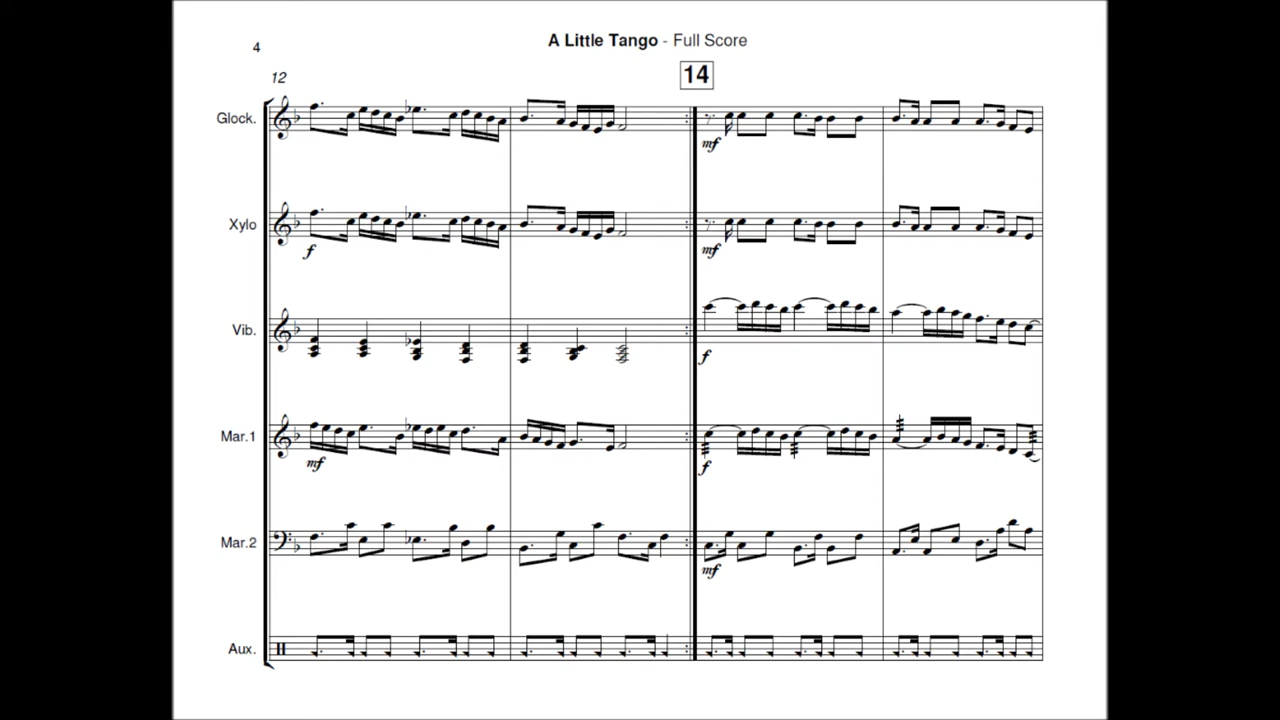 4
A Little Tango - Full Score
12
14
Glock.
mf
Xylo
f
mf
Vib.
f
Mar.1
mf
f
Mar.2
mf
Aux.